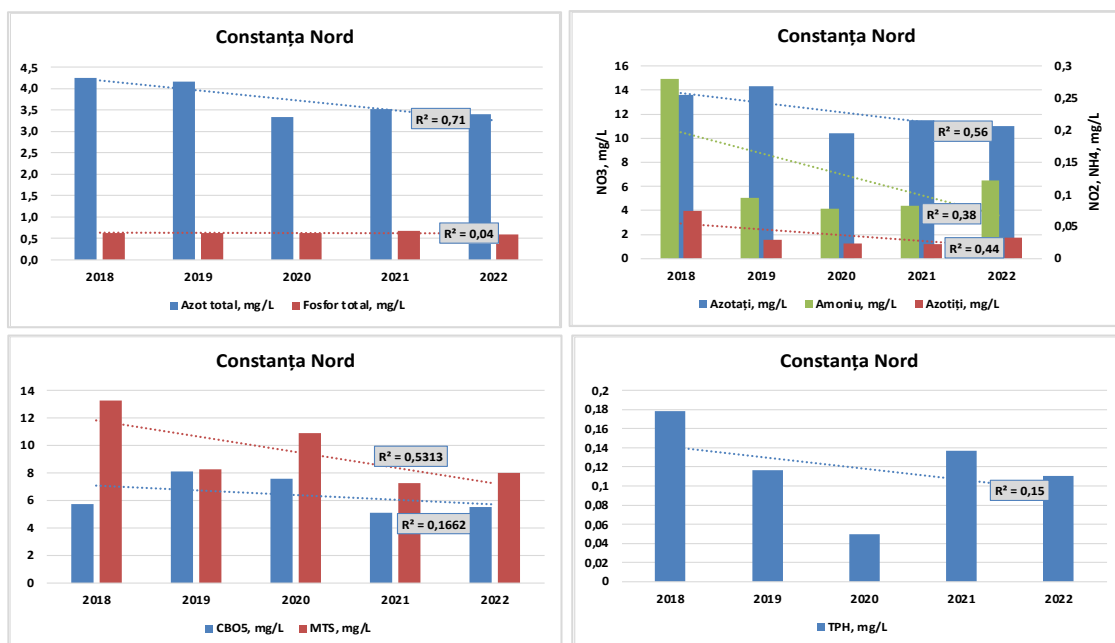 Constanța Nord
4,5
4,0
3,5
3,0
2,5
2,0
1,5
1,0
0,5
0,0
R² = 0,71
R² = 0,04
2018 2019 2020 2021 2022
Azot total, mg/L Fosfor total, mg/L
Constanța Nord
NO3, mg/L
16
14
12
10
8
6
4
2
0
R² = 0,56
R² = 0,38
R² = 0,44
0,3
0,25
0,2
0,15
0,1
0,05
0
NO2, NH4, mg/L
2018 2019 2020 2021 2022
Azotați, mg/L Amoniu, mg/L Azotiți, mg/L
Constanța Nord
14
12
10
8
6
4
2
0
R² = 0,5313
R² = 0,1662
2018 2019 2020 2021 2022
CBO5, mg/L MTS, mg/L
Constanța Nord
0,2
0,18
0,16
0,14
0,12
0,1
0,08
0,06
0,04
0,02
0
R² = 0,15
2018 2019 2020 2021 2022
TPH, mg/L